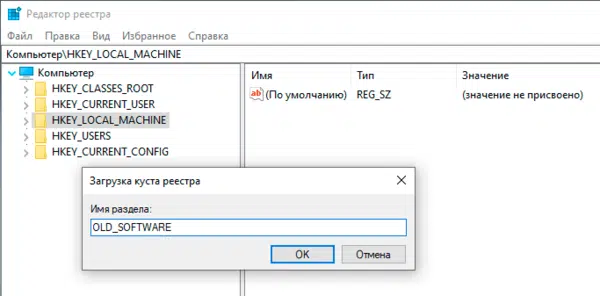 Редактор реестра
Файл Правка Вид Избранное Справка
Компьютер\HKEY_LOCAL_MACHINE
Компьютер
HKEY_CLASSES_ROOT
HKEY_CURRENT_USER
HKEY_LOCAL_MACHINE
HKEY_USERS
HKEY_CURRENT_CONFIG
Имя Тип Значение
ab (По умолчанию) REG_SZ (значение не присвоено)
Загрузка куста реестра
Имя раздела:
OLD_SOFTWARE
OK Отмена